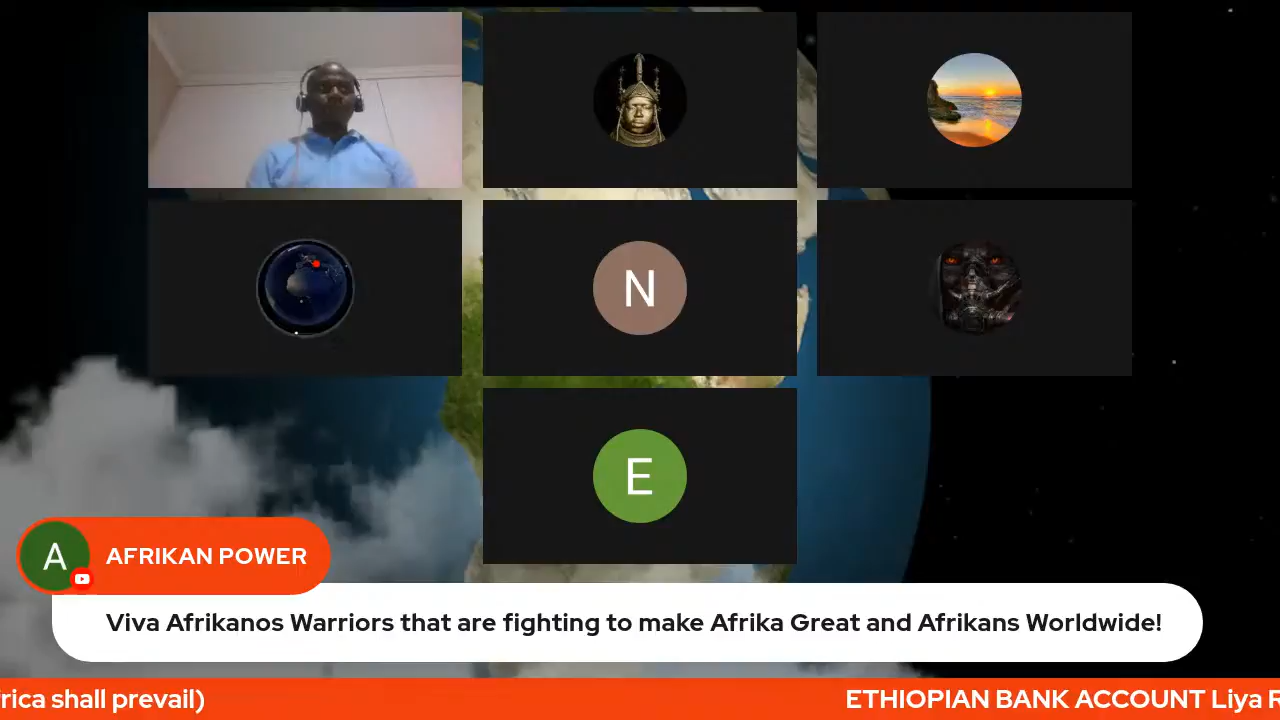 N
E
A
AFRIKAN POWER
Viva Afrikanos Warriors that are fighting to make Afrika Great and Afrikans Worldwide!
rica shall prevail)
ETHIOPIAN BANK ACCOUNT Liya R